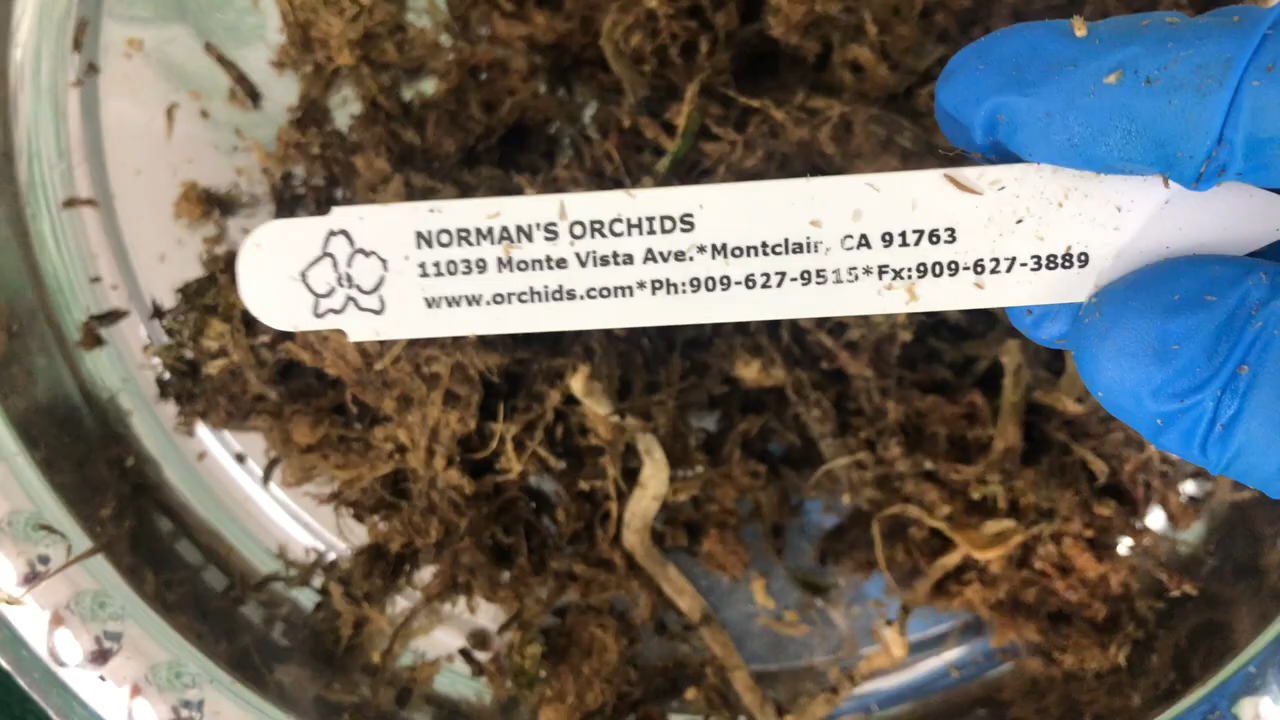 NORMAN'S ORCHIDS
11039 Monte Vista Ave.*Montclair, CA 91763
www.orchids.com*Ph:909-627-9515*Fx:909-627-3889